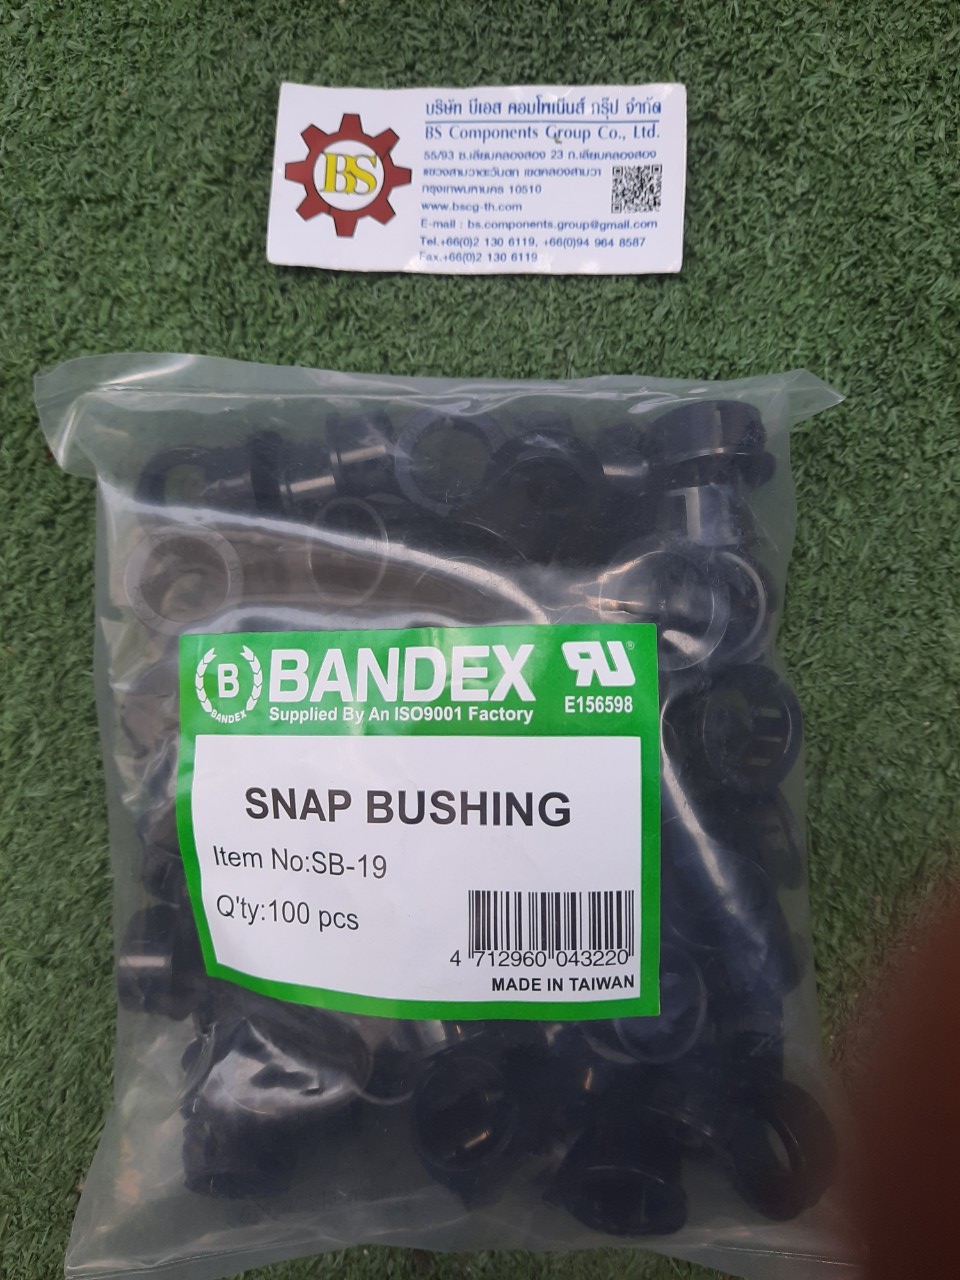 บริษัท บีเอส คอมโพเน็นส์ กรุ๊ป จำกัด
BS Components Group Co., Ltd.
55/93 ซ.เลียบคลองสอง 23 ถ.เลียบคลองสอง
แขวงสามวาตะวันตก เขตคลองสามวา
กรุงเทพมหานคร 10510
www.bscg-th.com
E-mail : bs.components.group@gmail.com
Tel.+66(0)2 130 6119, +66(0)94 964 8587
Fax.+66(0)2 130 6119
BS
B
BANDEX
BANDEX
Supplied By An ISO9001 Factory
RU®
E156598
SNAP BUSHING
Item No:SB-19
Q'ty:100 pcs
4 712960 043220
MADE IN TAIWAN